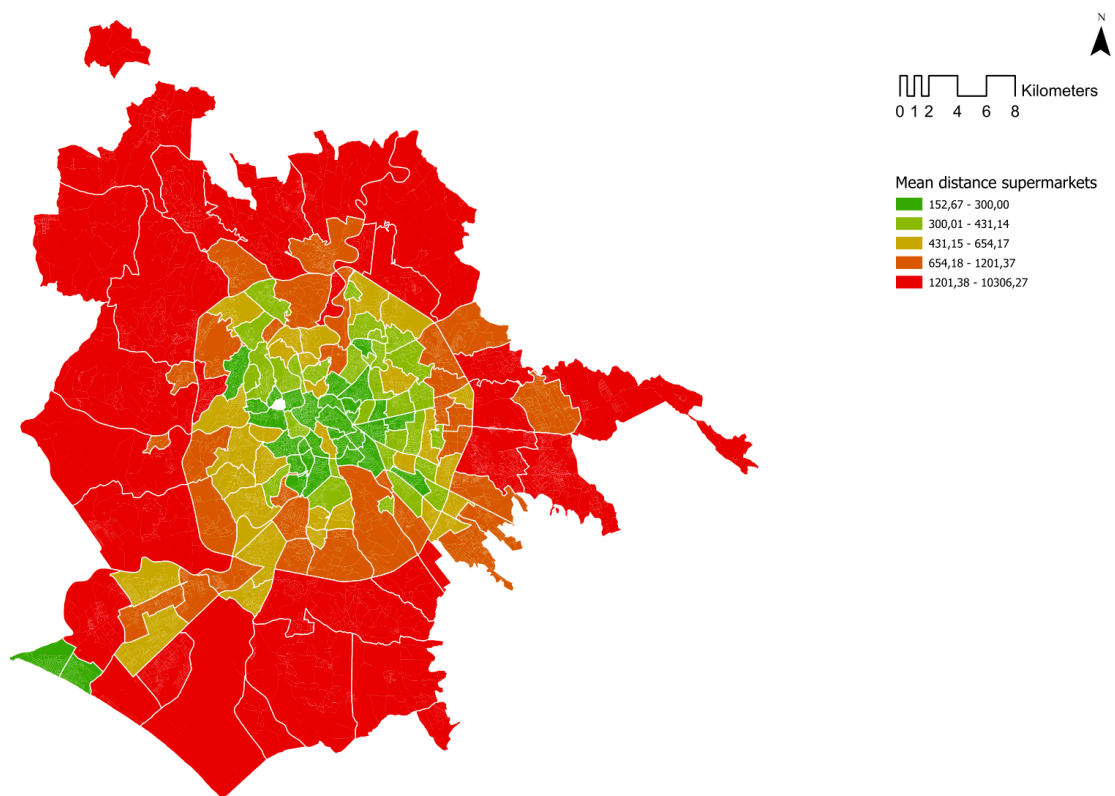 N
Kilometers
0 1 2 4 6 8
Mean distance supermarkets
152,67 - 300,00
300,01 - 431,14
431,15 - 654,17
654,18 - 1201,37
1201,38 - 10306,27